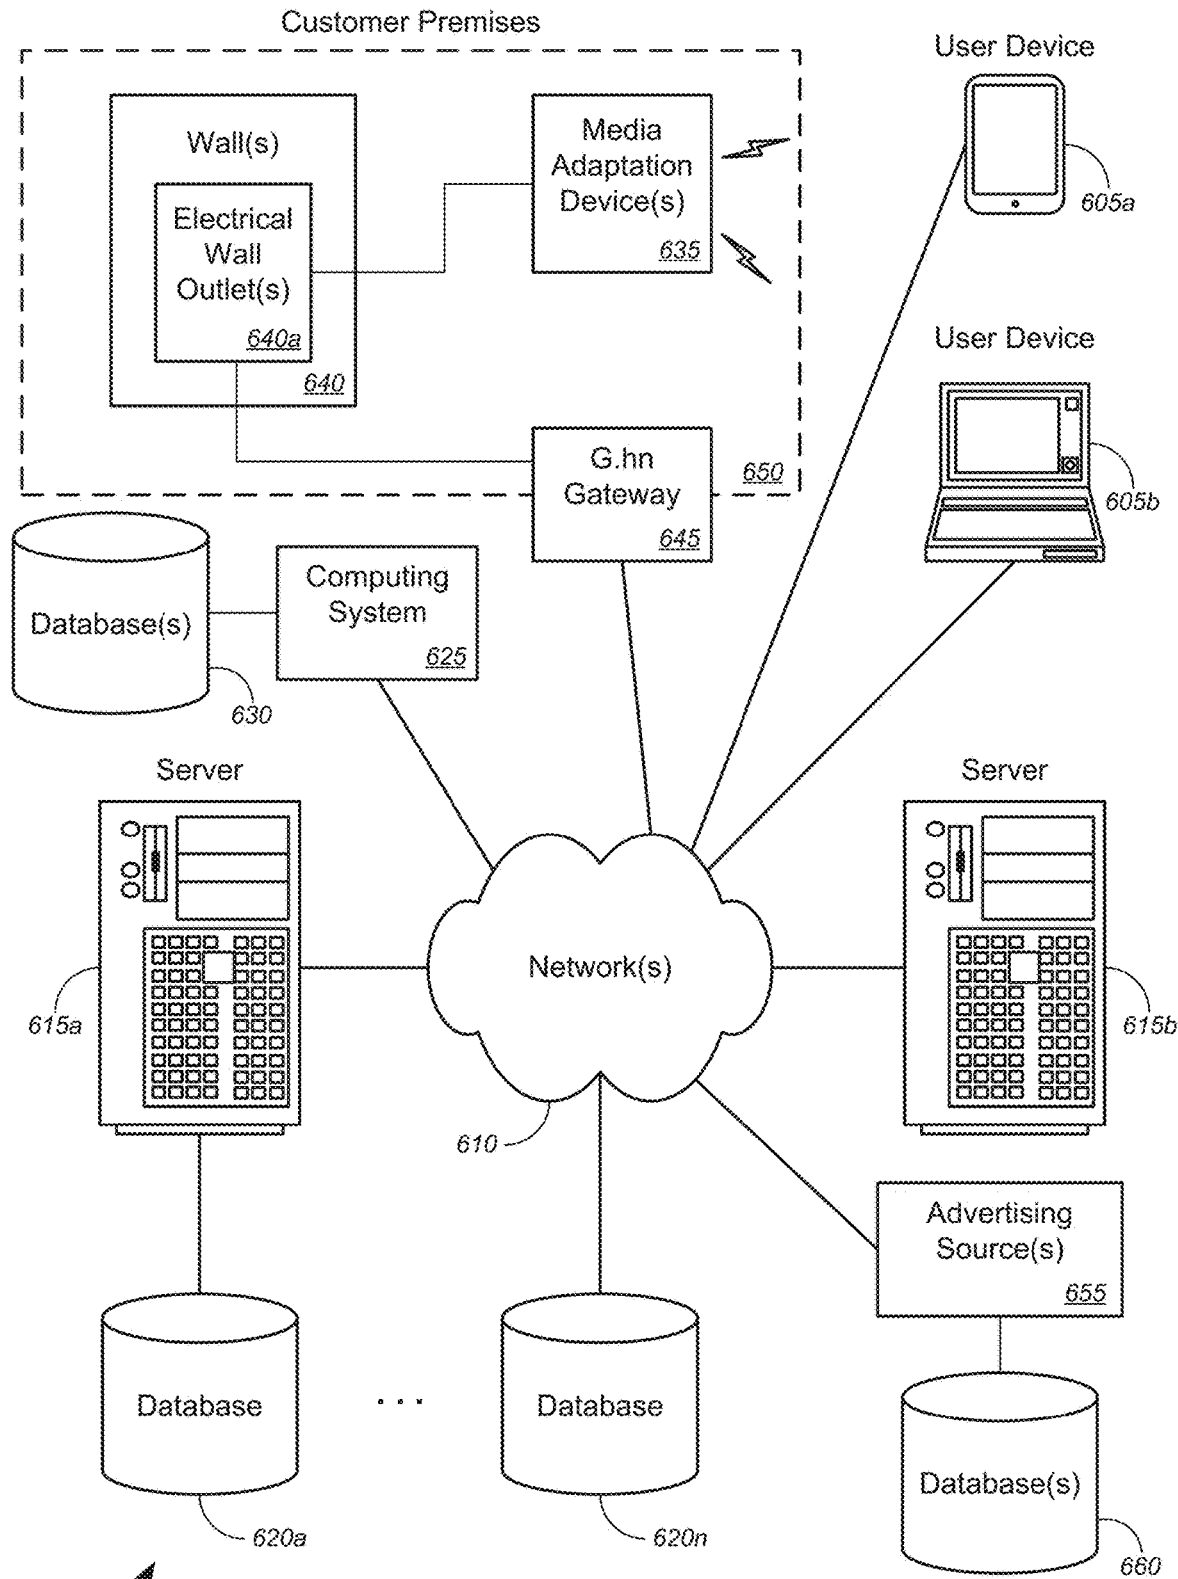 Customer Premises
User Device
605a
Wall(s)
Electrical
Wall
Outlet(s)
640a
640
Media
Adaptation
Device(s)
635
User Device
605b
G.hn
Gateway
645
650
Database(s)
630
Computing
System
625
Server
615a
Server
615b
Network(s)
610
Advertising
Source(s)
655
Database
620a
. . .
Database
620n
Database(s)
660